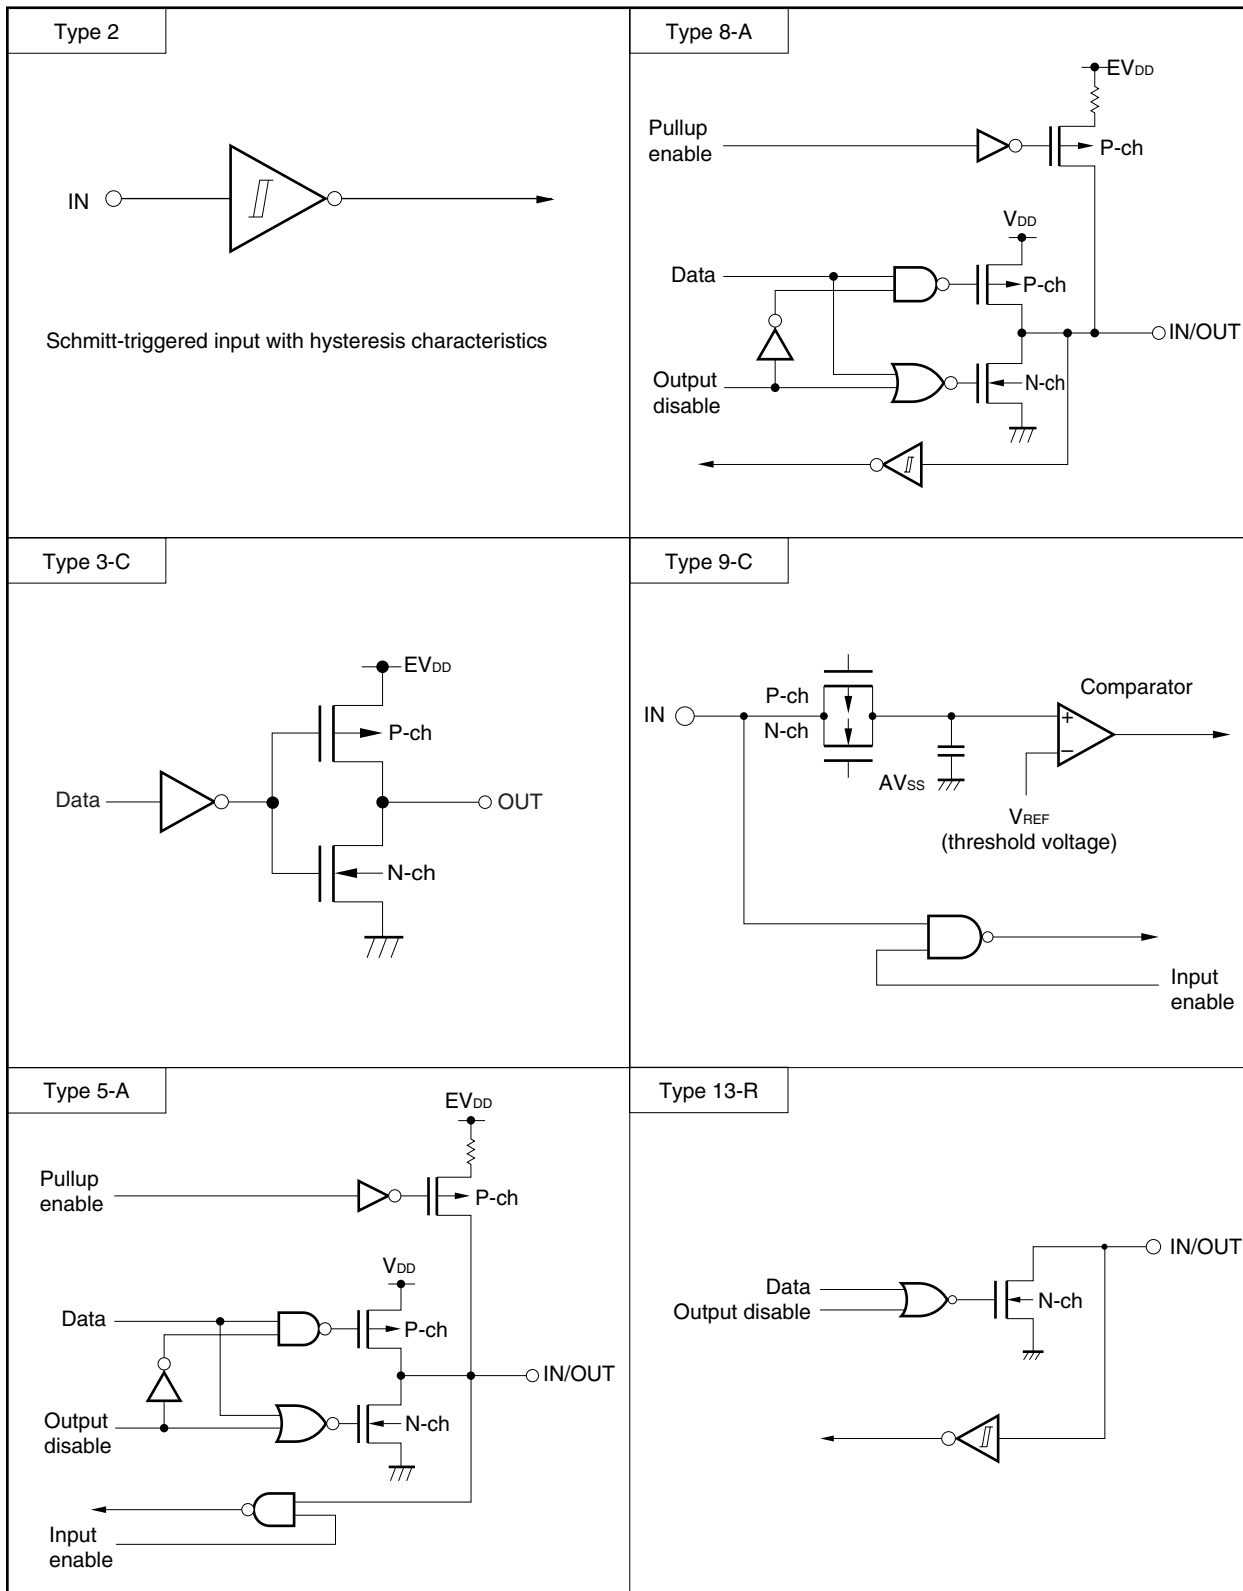 Type 2
IN
Schmitt-triggered input with hysteresis characteristics
Type 8-A
EVDD
Pullup
enable
P-ch
VDD
Data
P-ch
IN/OUT
Output
disable
N-ch
Type 3-C
EVDD
P-ch
Data
OUT
N-ch
Type 9-C
P-ch
Comparator
IN
N-ch
+
−
AVSS
VREF
(threshold voltage)
Input
enable
Type 5-A
EVDD
Pullup
enable
P-ch
VDD
Data
P-ch
IN/OUT
Output
disable
N-ch
Input
enable
Type 13-R
IN/OUT
Data
Output disable
N-ch